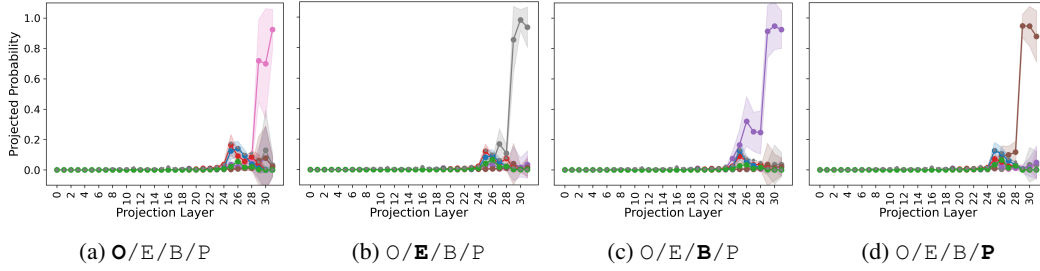 1.0
0.8
0.6
0.4
0.2
0.0
Projected Probability
0 2 4 6 8 10 12 14 16 18 20 22 24 26 28 30
Projection Layer
(a) O/E/B/P
0 2 4 6 8 10 12 14 16 18 20 22 24 26 28 30
Projection Layer
(b) O/E/B/P
0 2 4 6 8 10 12 14 16 18 20 22 24 26 28 30
Projection Layer
(c) O/E/B/P
0 2 4 6 8 10 12 14 16 18 20 22 24 26 28 30
Projection Layer
(d) O/E/B/P